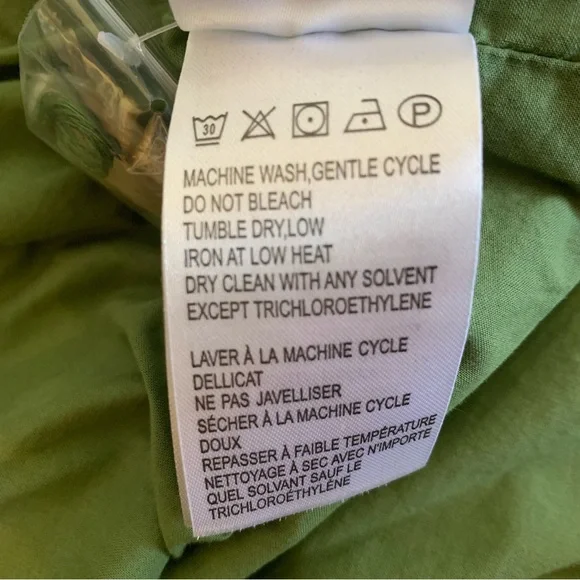 30 P
MACHINE WASH,GENTLE CYCLE
DO NOT BLEACH
TUMBLE DRY,LOW
IRON AT LOW HEAT
DRY CLEAN WITH ANY SOLVENT
EXCEPT TRICHLOROETHYLENE
LAVER À LA MACHINE CYCLE
DELLICAT
NE PAS JAVELLISER
SÉCHER À LA MACHINE CYCLE
DOUX
REPASSER À FAIBLE TEMPÉRATURE
NETTOYAGE À SEC AVEC N'IMPORTE
QUEL SOLVANT SAUF LE
TRICHLOROÉTHYLÈNE